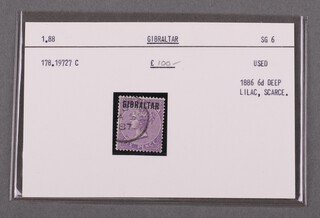 1.88 GIBRALTAR SG 6
178.19727 C £100- USED
1886 6d DEEP
LILAC, SCARCE.
GIBRALTAR